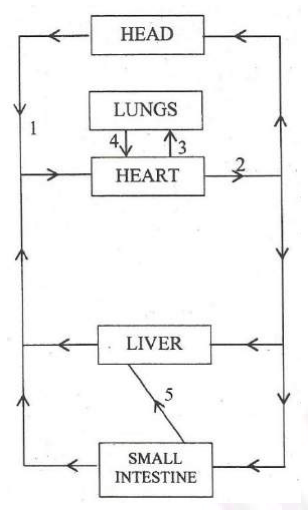 HEAD
1
LUNGS
4
3
HEART
2
LIVER
5
SMALL
INTESTINE